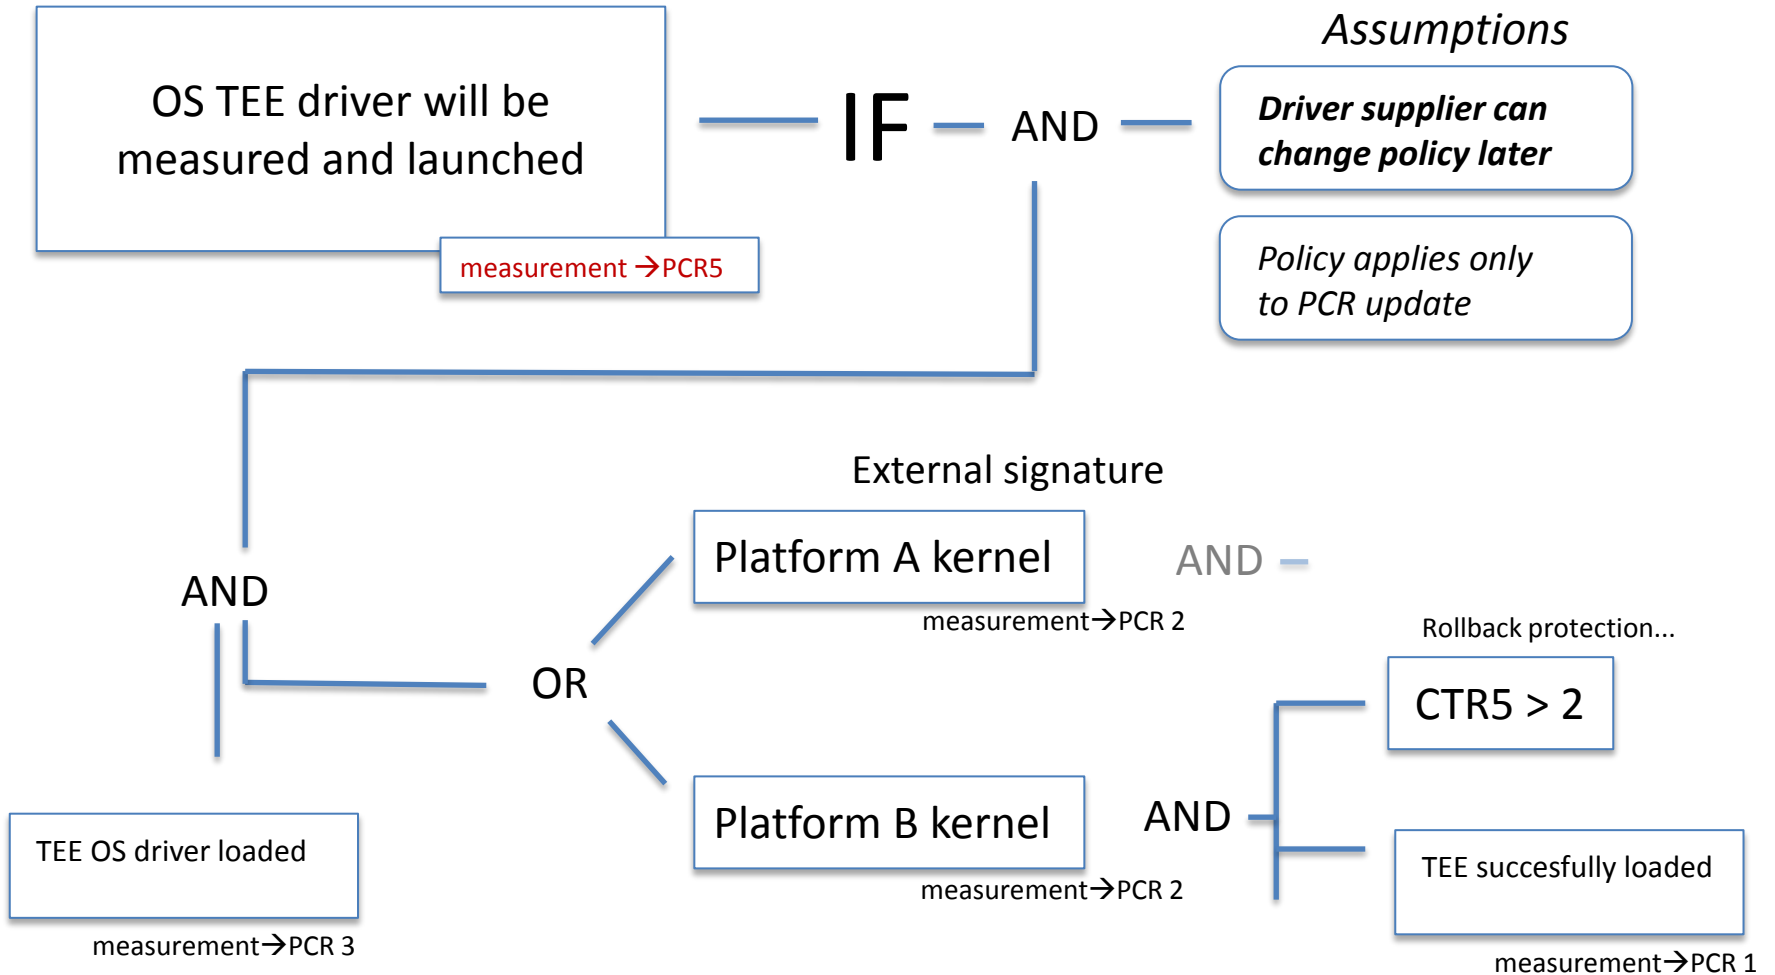 Assumptions
OS TEE driver will be
measured and launched
measurement →PCR5
IF
AND
Driver supplier can
change policy later
Policy applies only
to PCR update
External signature
Platform A kernel
AND
measurement→PCR 2
AND
OR
Rollback protection...
CTR5 > 2
Platform B kernel
AND
measurement→PCR 2
TEE OS driver loaded
measurement→PCR 3
TEE succesfully loaded
measurement→PCR 1